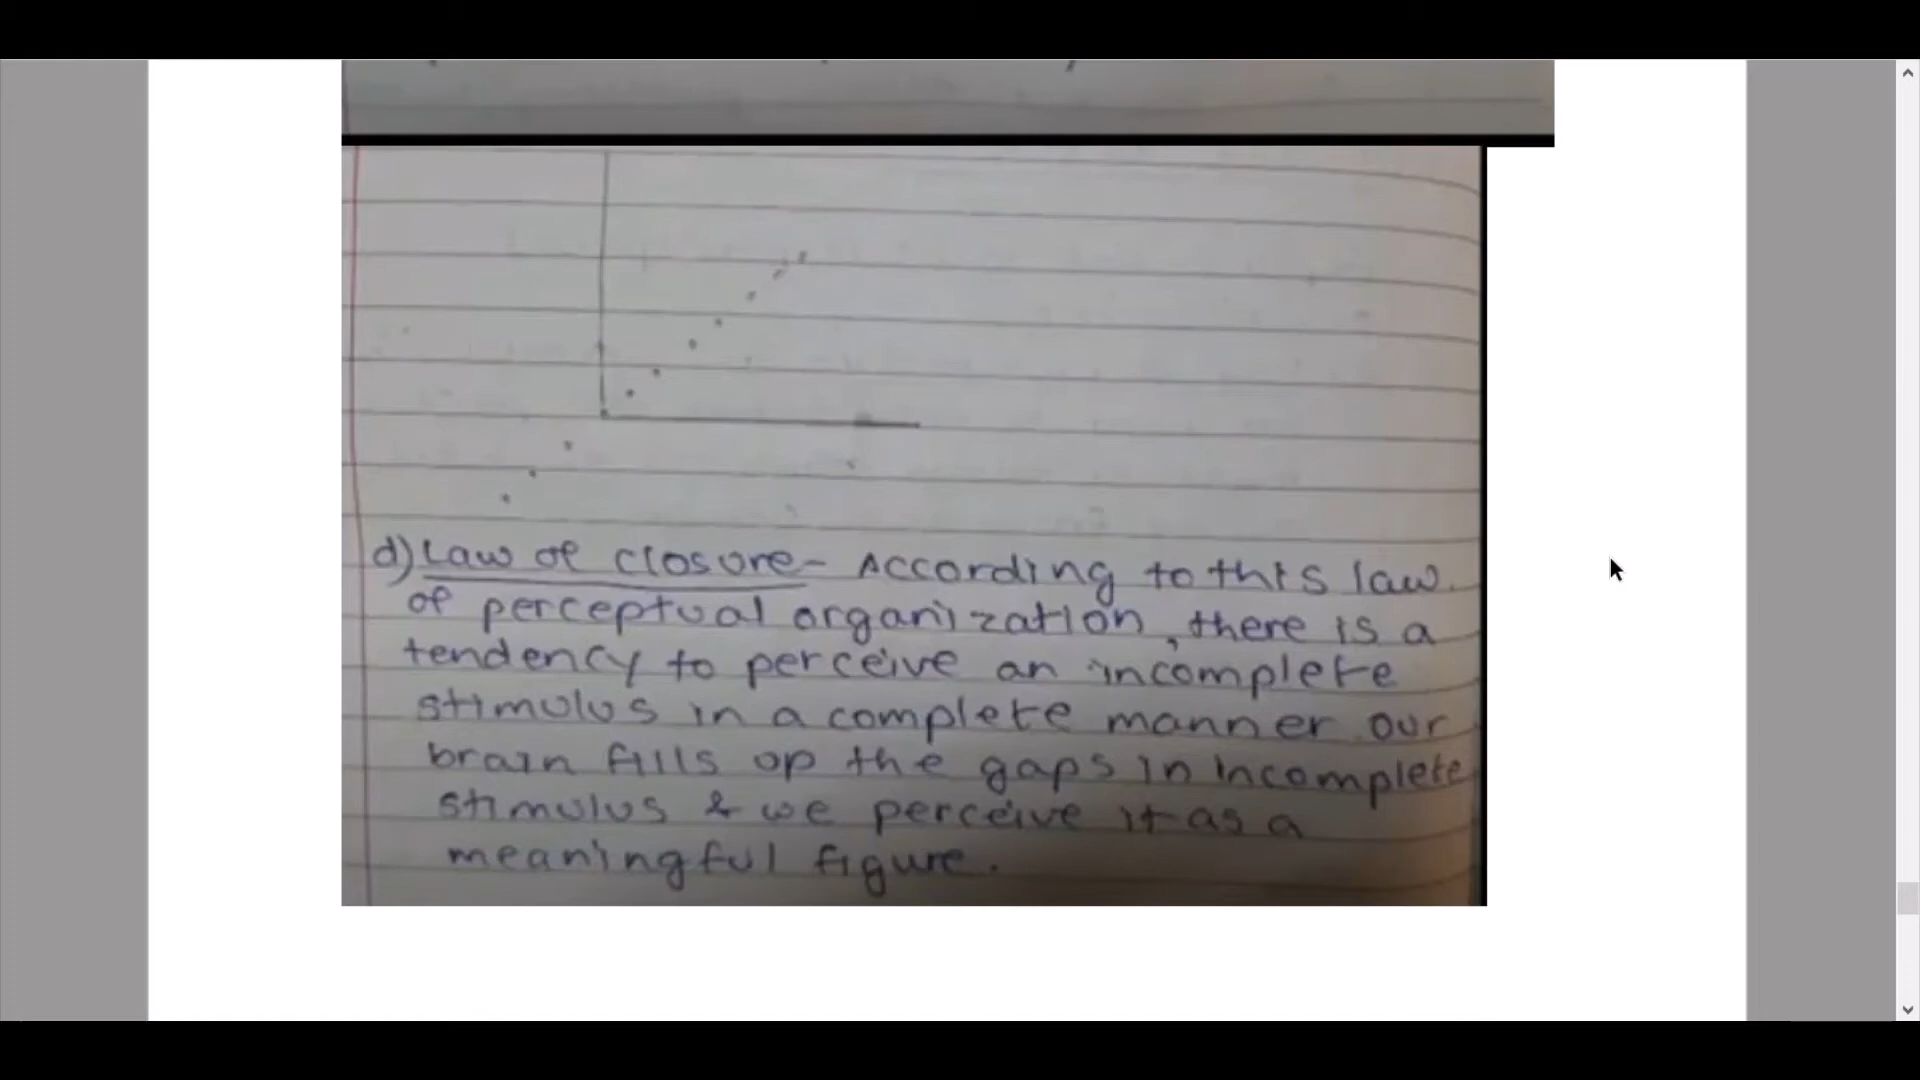 d) Law of closure - According to this law
of perceptual organization, there is a
tendency to perceive an incomplete
stimulus in a complete manner. our
brain fills up the gaps in incomplete
stimulus & we perceive it as a
meaningful figure.